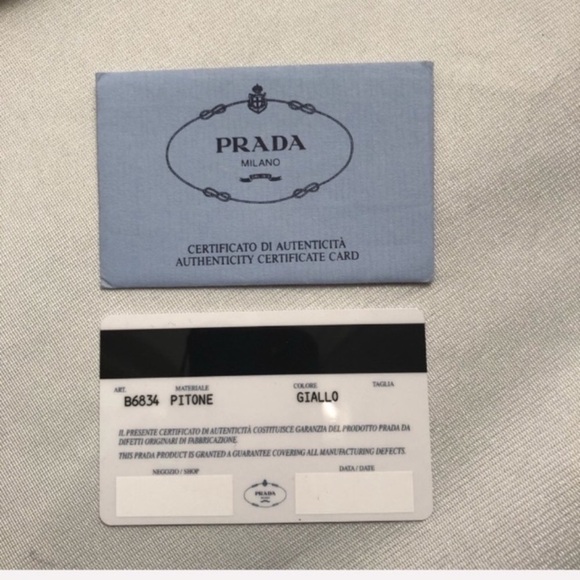 PRADA
MILANO
CERTIFICATO DI AUTENTICITÀ
AUTHENTICITY CERTIFICATE CARD
ART. MATERIALE COLORE TAGLIA
B6834 PITONE GIALLO
IL PRESENTE CERTIFICATO DI AUTENTICITÀ COSTITUISCE GARANZIA DEL PRODOTTO PRADA DA
DIFETTI ORIGINARI DI FABBRICAZIONE.
THIS PRADA PRODUCT IS GRANTED A GUARANTEE COVERING ALL MANUFACTURING DEFECTS.
NEGOZIO / SHOP DATA / DATE
PRADA